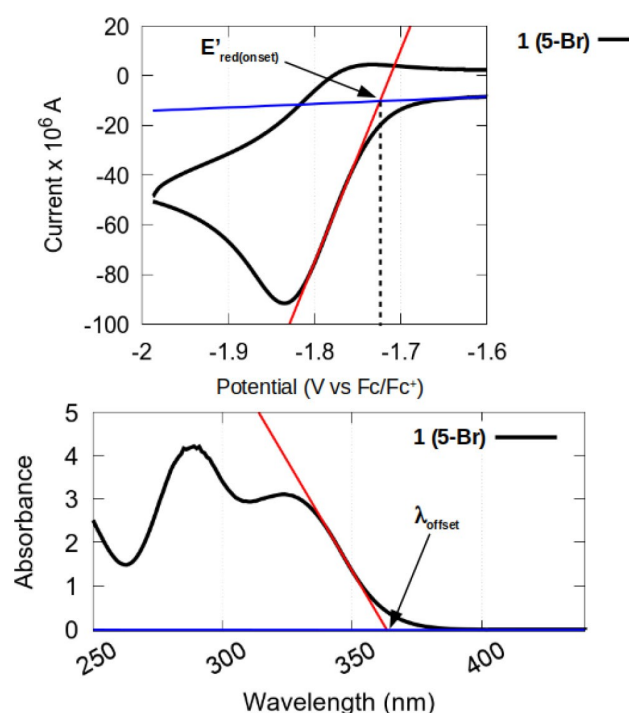 20
0
-20
-40
-60
-80
-100
Current x 10⁶ A
E'red(onset)
1 (5-Br)
-2 -1.9 -1.8 -1.7 -1.6
Potential (V vs Fc/Fc⁺)
5
4
3
2
1
0
Absorbance
1 (5-Br)
λoffset
250 300 350 400
Wavelength (nm)